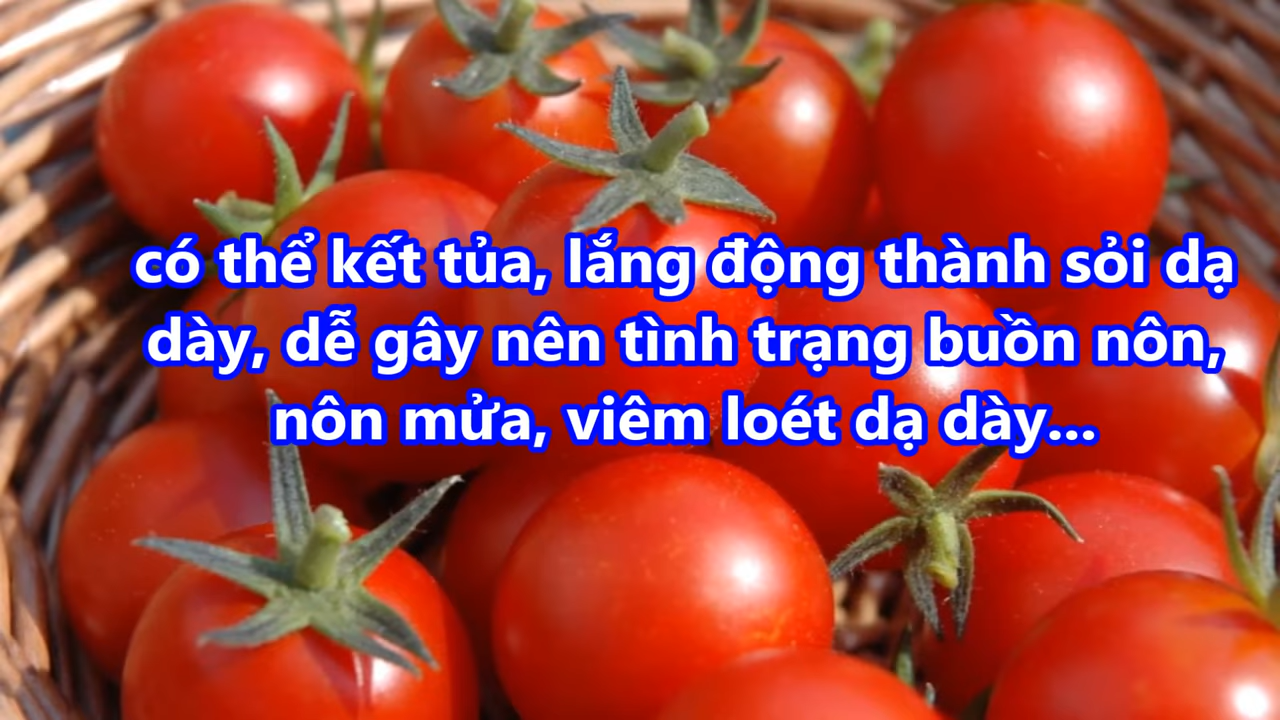 có thể kết tủa, lắng động thành sỏi dạ
dày, dễ gây nên tình trạng buồn nôn,
nôn mửa, viêm loét dạ dày...